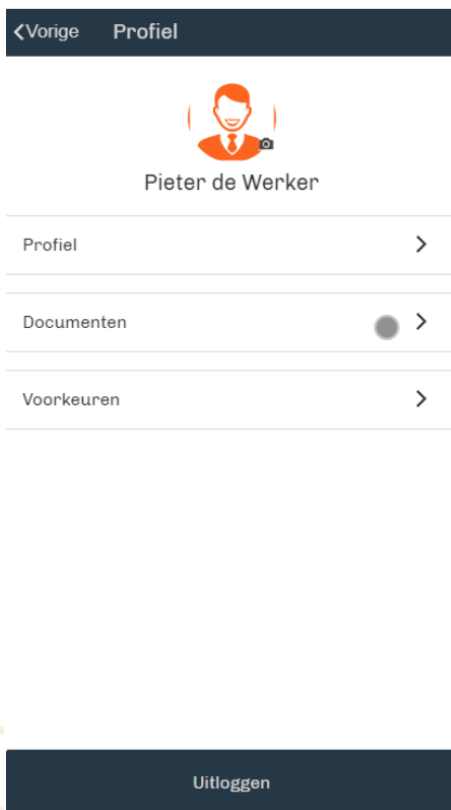 Vorige Profiel
Pieter de Werker
Profiel
Documenten
Voorkeuren
Uitloggen